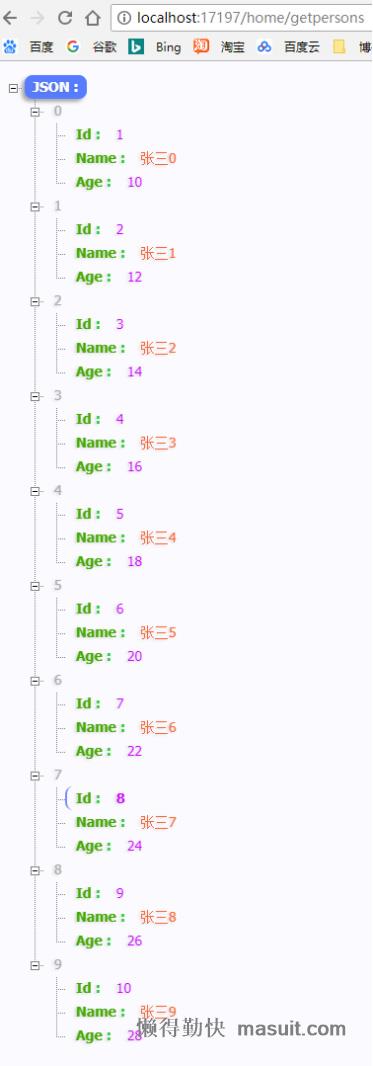 localhost:17197/home/getpersons
百度 谷歌 Bing 淘宝 百度云 博
JSON :
0
Id : 1
Name : 张三0
Age : 10
1
Id : 2
Name : 张三1
Age : 12
2
Id : 3
Name : 张三2
Age : 14
3
Id : 4
Name : 张三3
Age : 16
4
Id : 5
Name : 张三4
Age : 18
5
Id : 6
Name : 张三5
Age : 20
6
Id : 7
Name : 张三6
Age : 22
7
Id : 8
Name : 张三7
Age : 24
8
Id : 9
Name : 张三8
Age : 26
9
Id : 10
Name : 张三9
Age : 28
懒得勤快 masuit.com